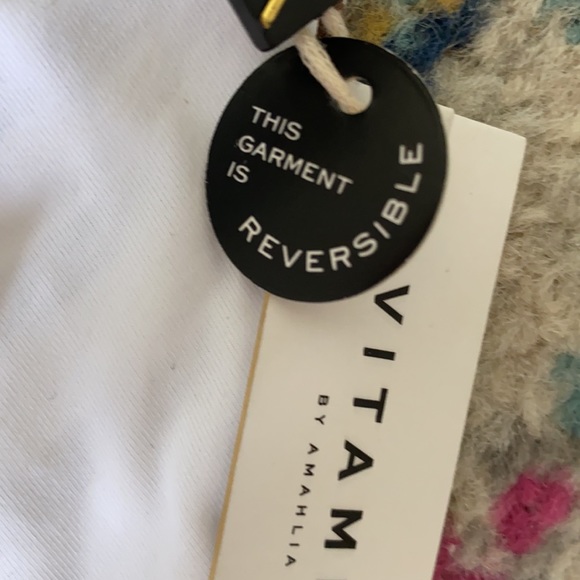 THIS
GARMENT
IS
REVERSIBLE
VITAM
BY AMAHLIA